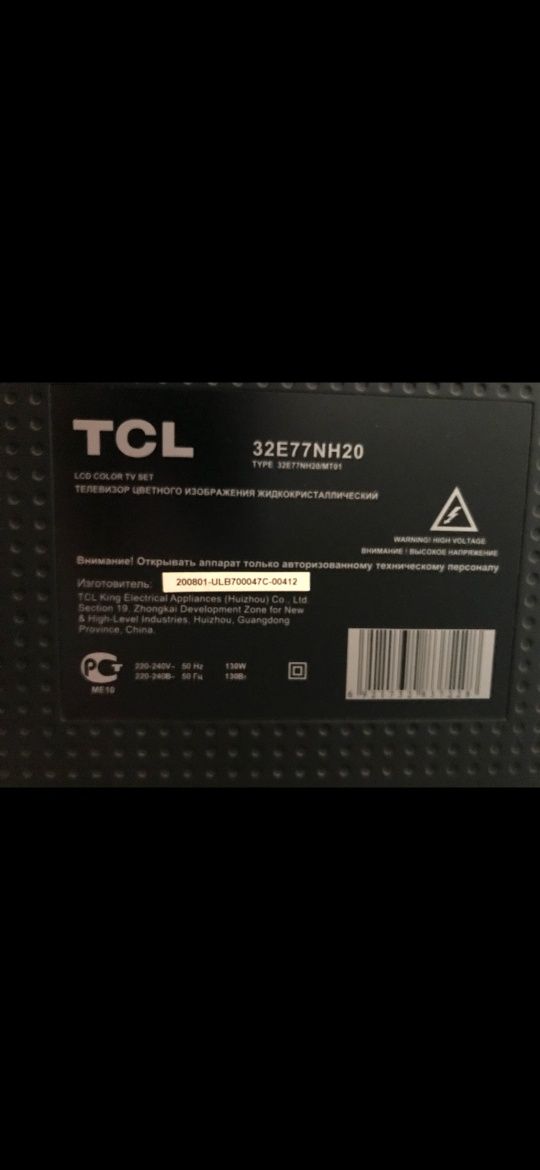 TCL
32E77NH20
TYPE 32E77NH20/MT01
LCD COLOR TV SET
ТЕЛЕВИЗОР ЦВЕТНОГО ИЗОБРАЖЕНИЯ ЖИДКОКРИСТАЛЛИЧЕСКИЙ
WARNING! HIGH VOLTAGE
ВНИМАНИЕ ! ВЫСОКОЕ НАПРЯЖЕНИЕ
Внимание! Открывать аппарат только авторизованному техническому персоналу
Изготовитель: 200801-ULB700047C-00412
TCL King Electrical Appliances (Huizhou) Co., Ltd
Section 19, Zhongkai Development Zone for New
& High-Level Industries, Huizhou, Guangdong
Province, China.
РСТ
220-240V~ 50 Hz 130W
220-240В~ 50 Гц 130Вт
ME10